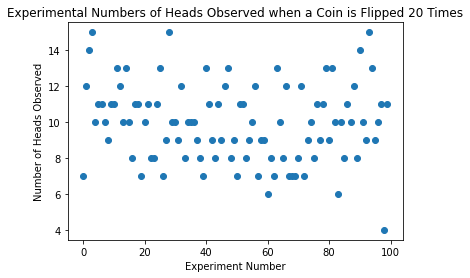 Experimental Numbers of Heads Observed when a Coin is Flipped 20 Times
14
12
10
8
6
4
Number of Heads Observed
0 20 40 60 80 100
Experiment Number